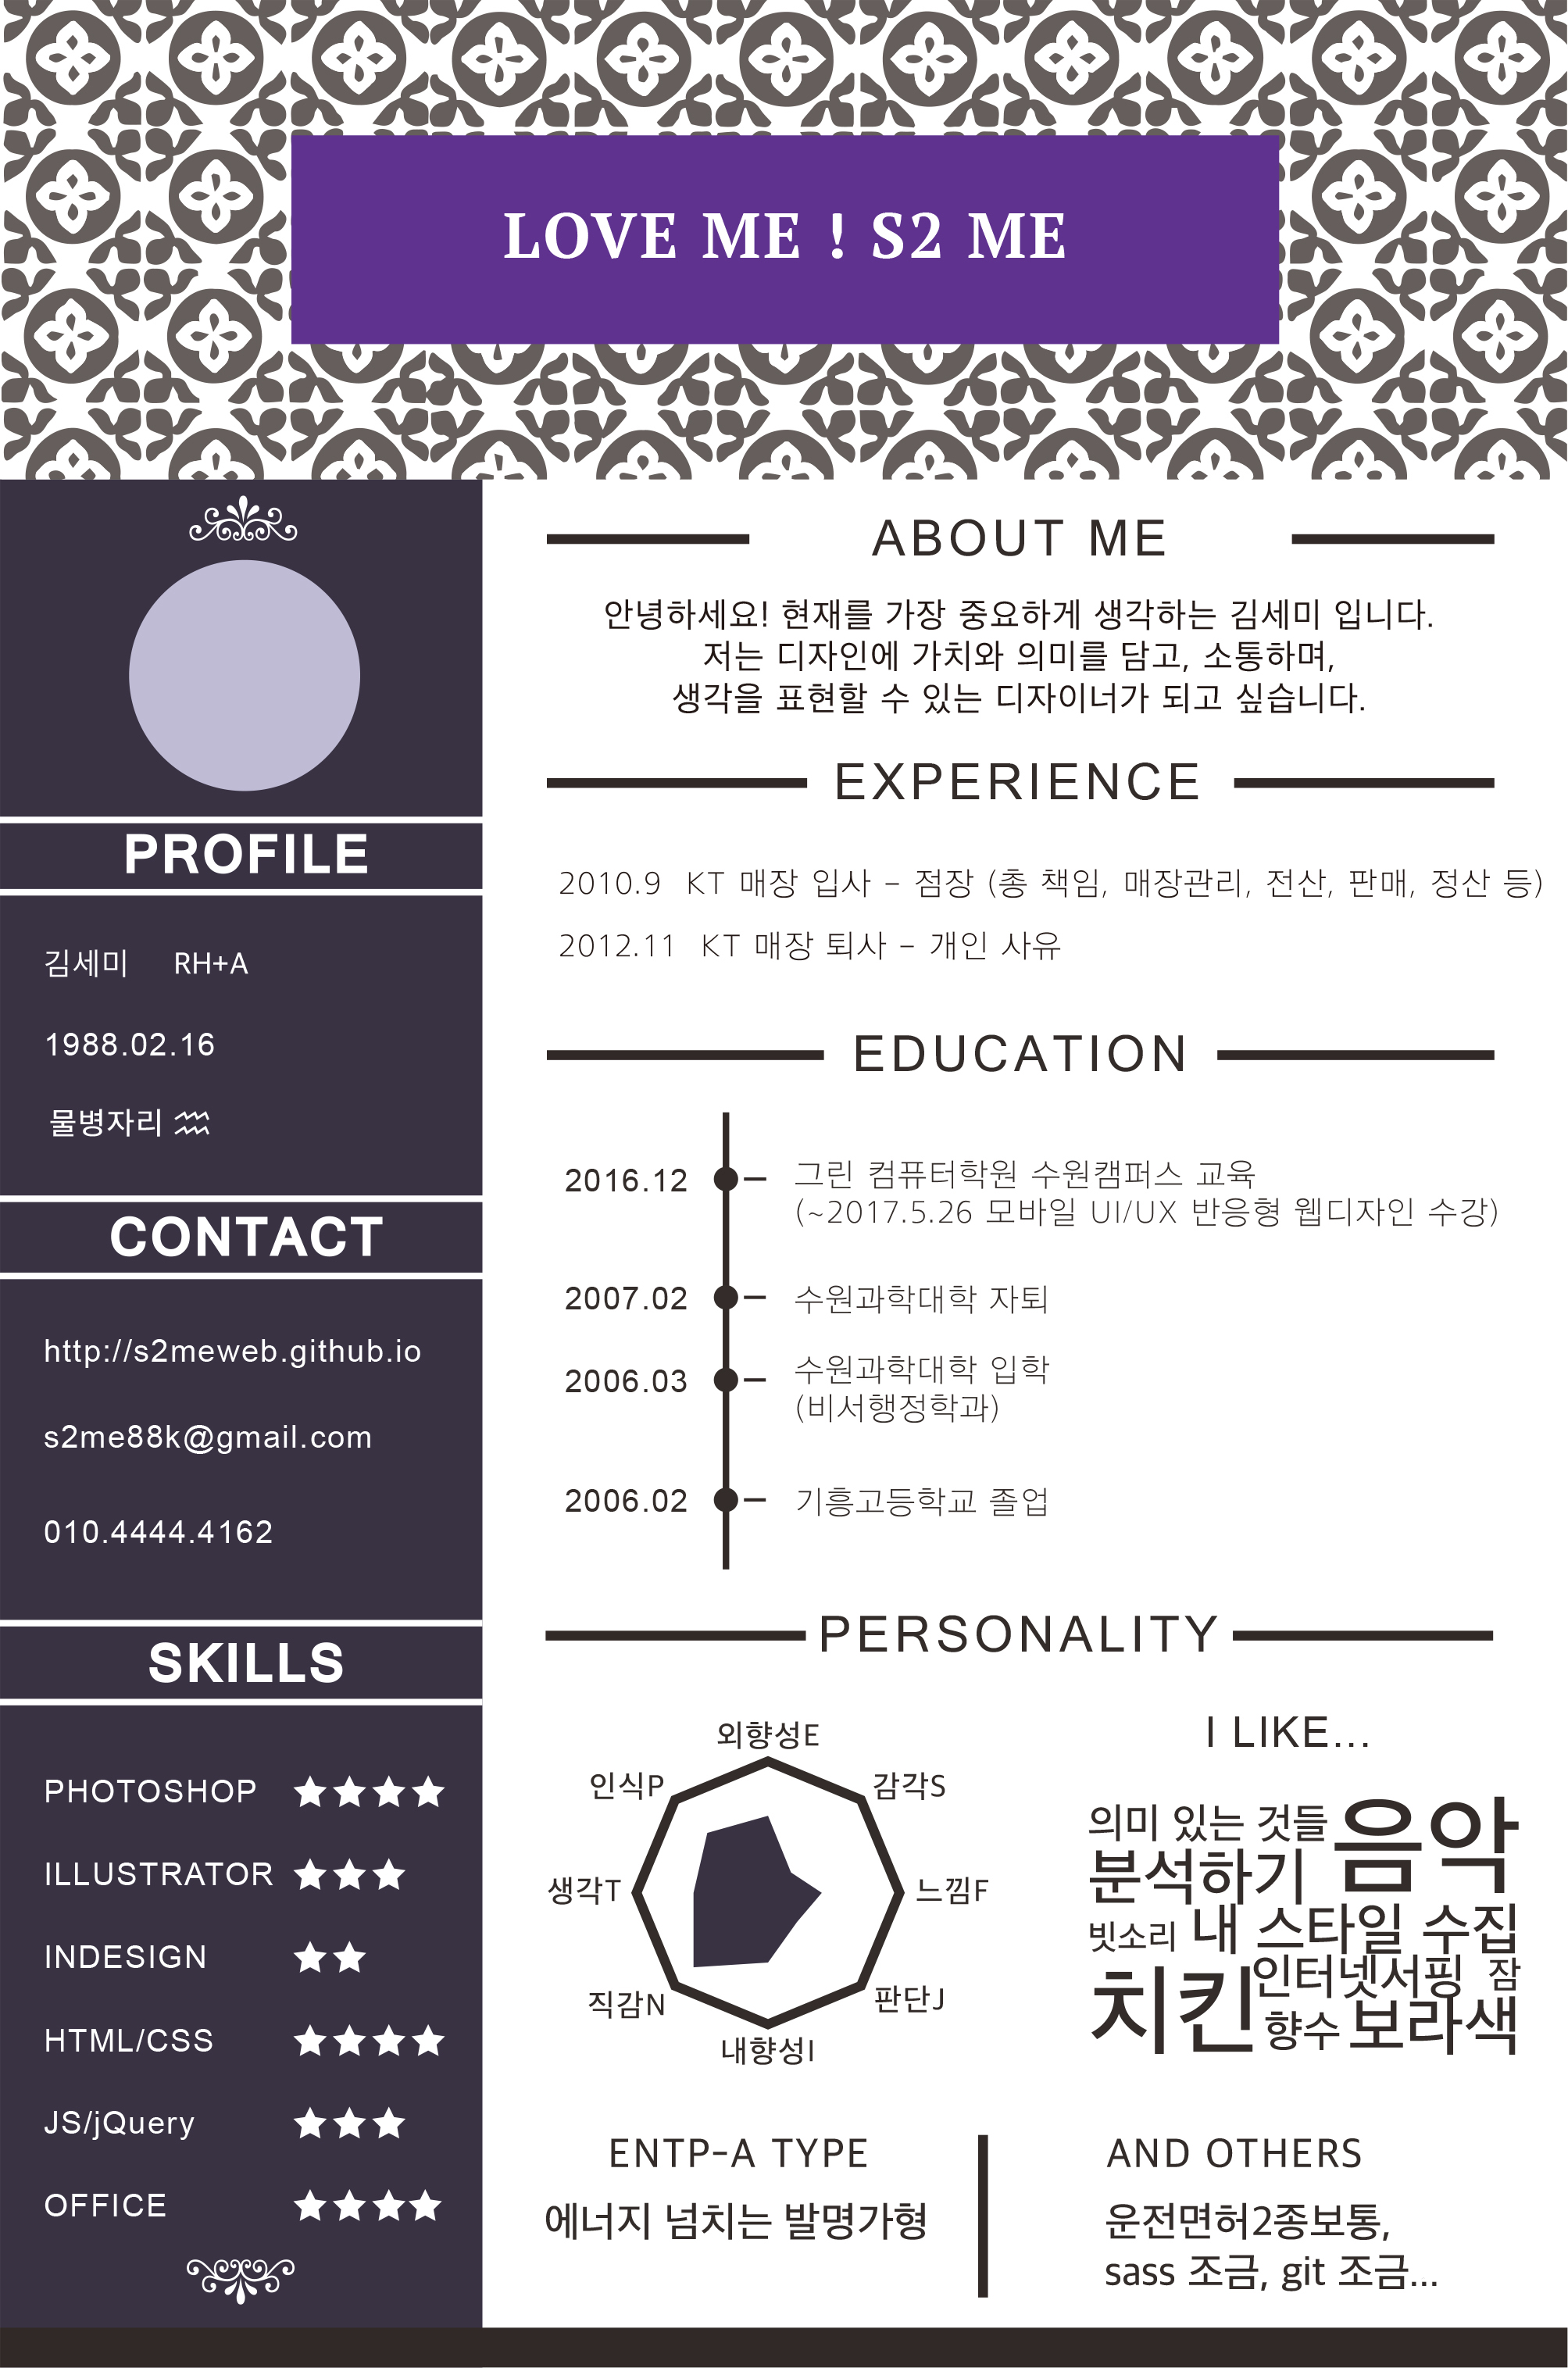 LOVE ME ! S2 ME
PROFILE
김세미 RH+A
1988.02.16
물병자리 ♒
CONTACT
http://s2meweb.github.io
s2me88k@gmail.com
010.4444.4162
SKILLS
PHOTOSHOP ★★★★
ILLUSTRATOR ★★★
INDESIGN ★★
HTML/CSS ★★★★
JS/jQuery ★★★
OFFICE ★★★★
ABOUT ME
안녕하세요! 현재를 가장 중요하게 생각하는 김세미 입니다.
저는 디자인에 가치와 의미를 담고, 소통하며,
생각을 표현할 수 있는 디자이너가 되고 싶습니다.
EXPERIENCE
2010.9 KT 매장 입사 – 점장 (총 책임, 매장관리, 전산, 판매, 정산 등)
2012.11 KT 매장 퇴사 – 개인 사유
EDUCATION
2016.12 그린 컴퓨터학원 수원캠퍼스 교육
(~2017.5.26 모바일 UI/UX 반응형 웹디자인 수강)
2007.02 수원과학대학 자퇴
2006.03 수원과학대학 입학
(비서행정학과)
2006.02 기흥고등학교 졸업
PERSONALITY
외향성E
인식P
감각S
생각T
느낌F
직감N
판단J
내향성I
I LIKE...
의미 있는 것들 음악
분석하기
빗소리 내 스타일 수집
치킨 인터넷서핑 잠
향수 보라색
ENTP-A TYPE
에너지 넘치는 발명가형
AND OTHERS
운전면허2종보통,
sass 조금, git 조금...